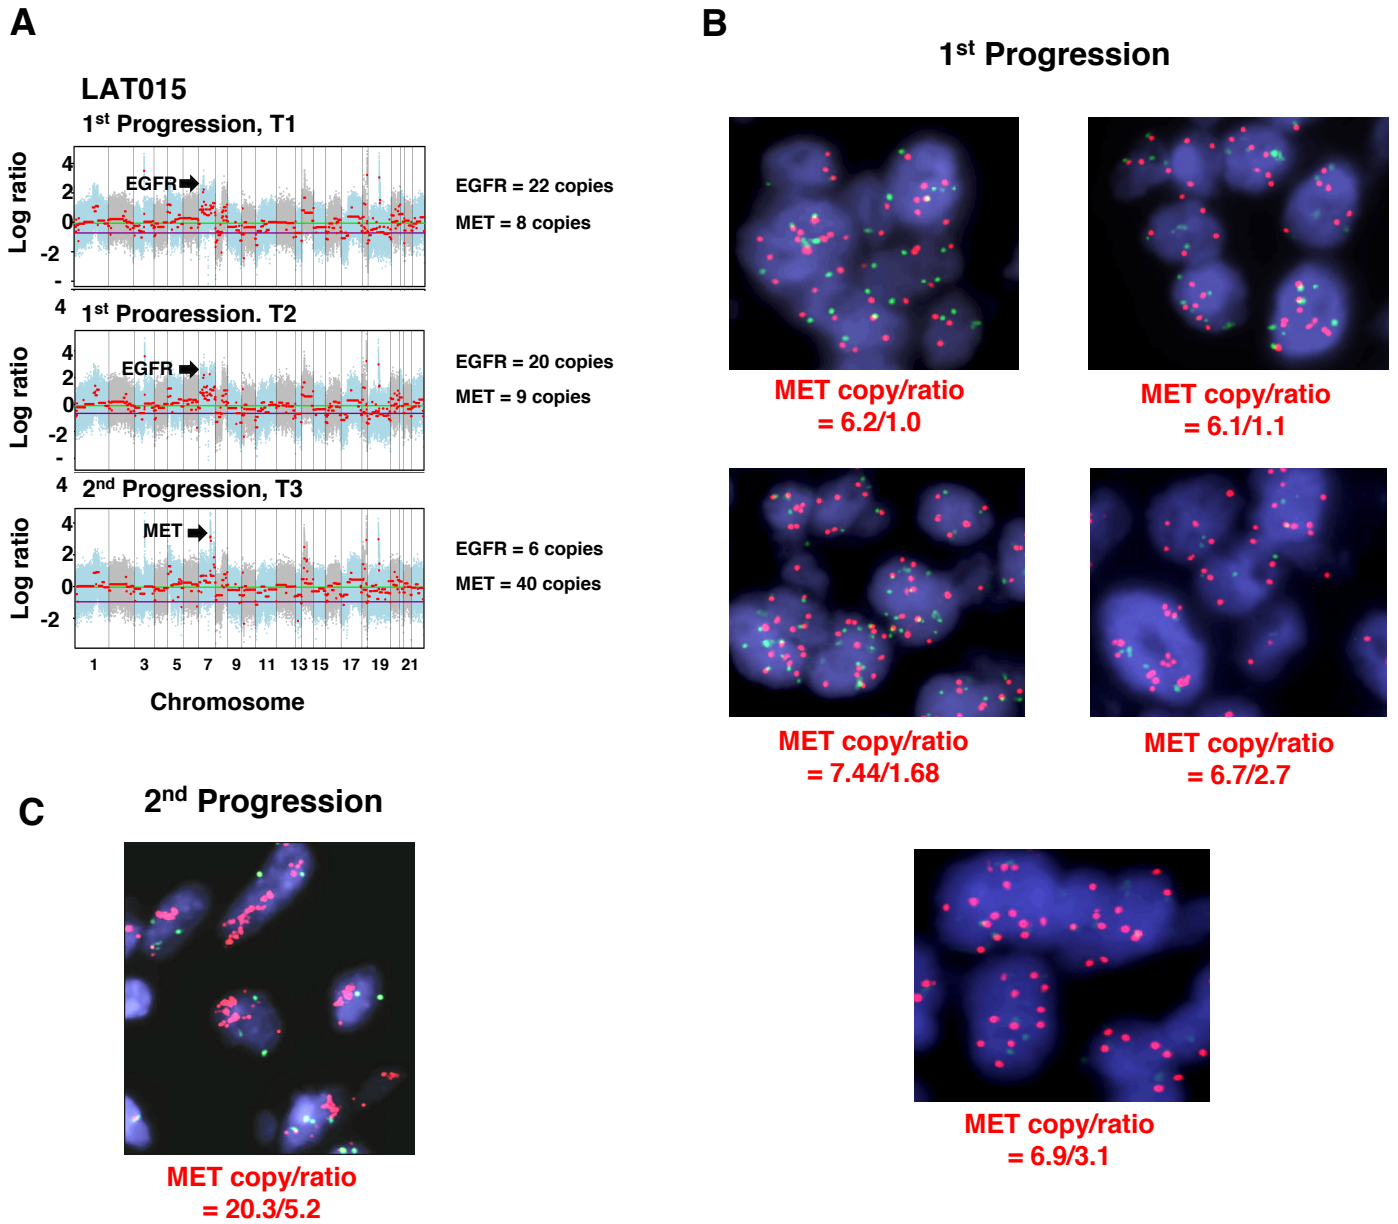 A
LAT015
1st Progression, T1
Log ratio
4
2
0
-2
-
EGFR
EGFR = 22 copies
MET = 8 copies
4
1st Progression, T2
Log ratio
4
2
0
-2
-
EGFR
EGFR = 20 copies
MET = 9 copies
4
2nd Progression, T3
Log ratio
4
2
0
-2
MET
EGFR = 6 copies
MET = 40 copies
1 3 5 7 9 11 13 15 17 19 21
Chromosome
B
1st Progression
MET copy/ratio
= 6.2/1.0
MET copy/ratio
= 6.1/1.1
MET copy/ratio
= 7.44/1.68
MET copy/ratio
= 6.7/2.7
MET copy/ratio
= 6.9/3.1
C
2nd Progression
MET copy/ratio
= 20.3/5.2